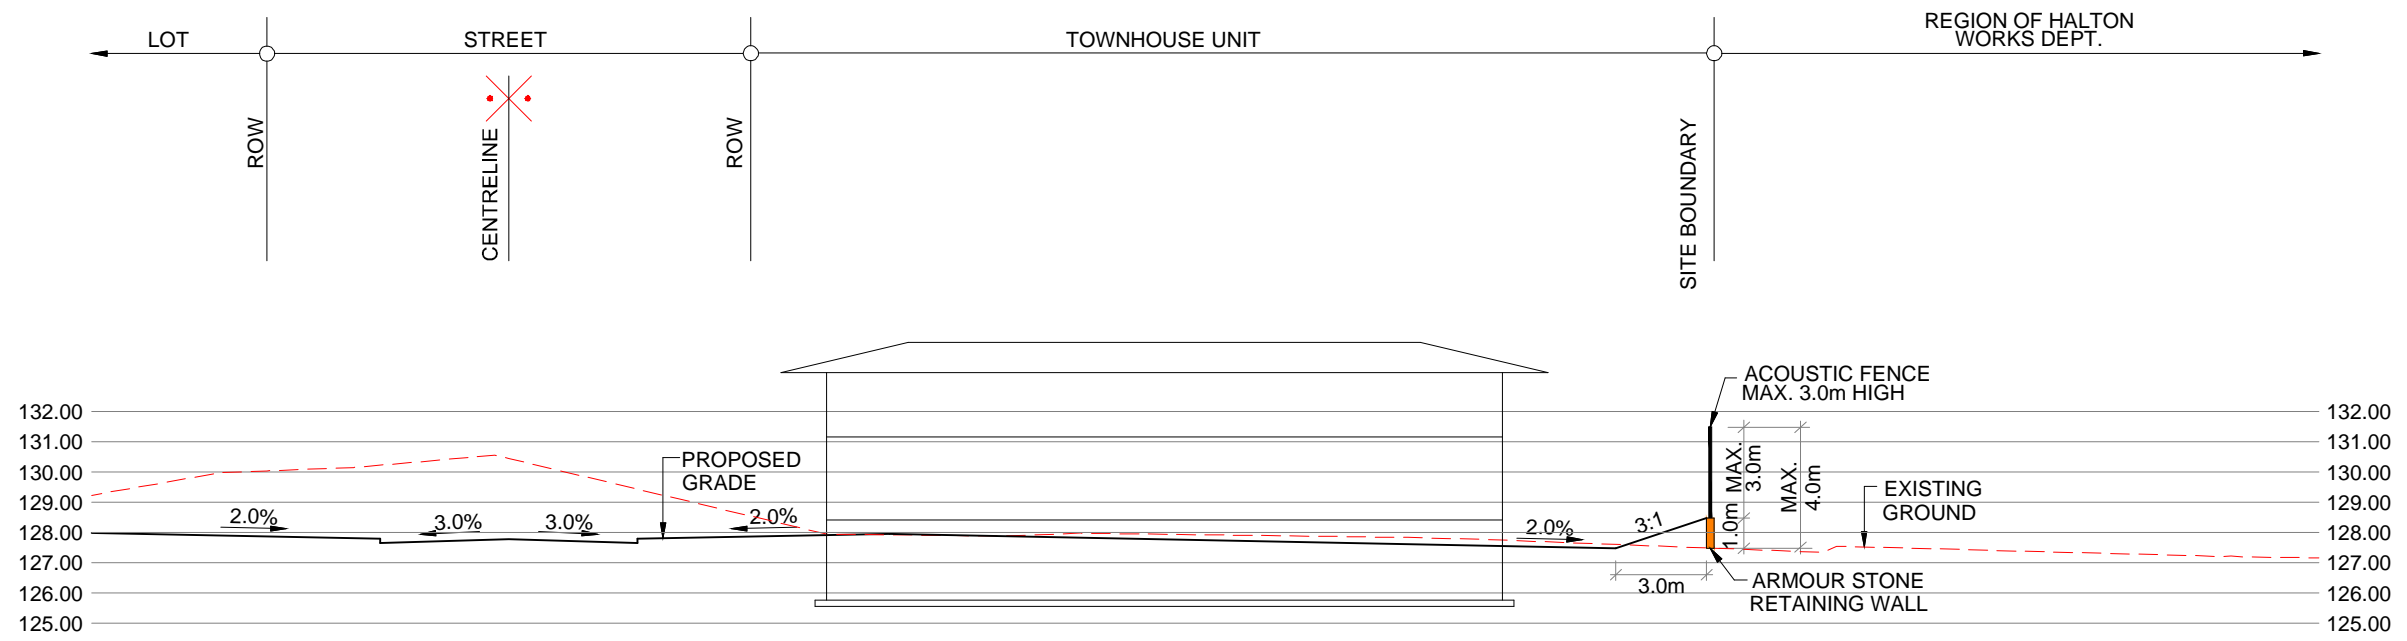 LOT
STREET
TOWNHOUSE UNIT
REGION OF HALTON
WORKS DEPT.
ROW
CENTRELINE
ROW
SITE BOUNDARY
ACOUSTIC FENCE
MAX. 3.0m HIGH
132.00
132.00
131.00
131.00
130.00
130.00
129.00
129.00
128.00
128.00
127.00
127.00
126.00
126.00
125.00
125.00
PROPOSED
GRADE
2.0%
3.0%
3.0%
2.0%
2.0%
3:1
1.0m
MAX.
3.0m
MAX.
4.0m
EXISTING
GROUND
3.0m
ARMOUR STONE
RETAINING WALL